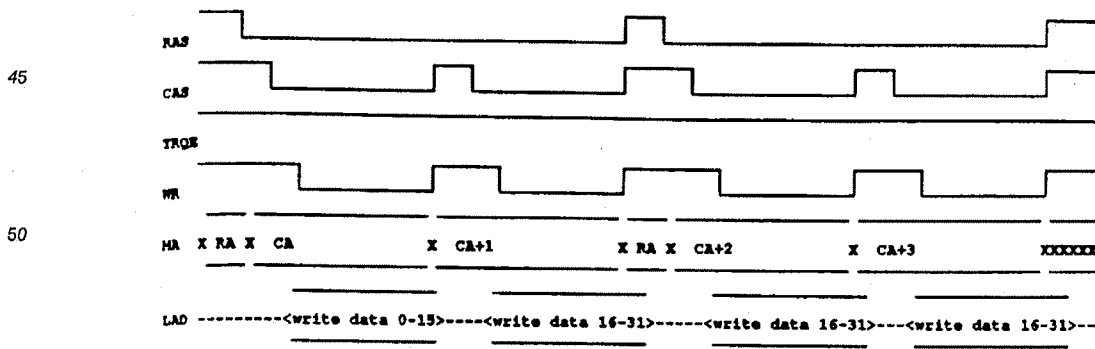 RAS
45
CAS
TRQE
WR
50
MA X RA X CA X CA+1 X RA X CA+2 X CA+3 XXXXXX
LAD ---------<write data 0-15>----<write data 16-31>-----<write data 16-31>---<write data 16-31>--